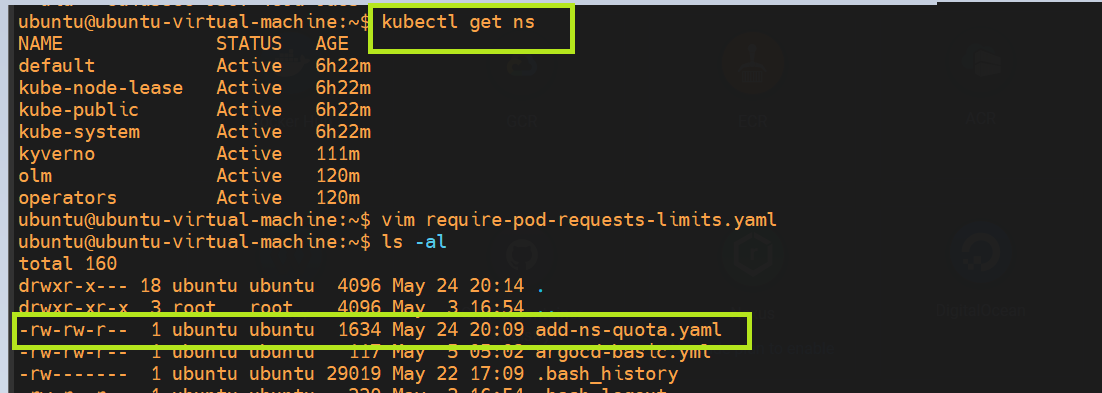 ubuntu@ubuntu-virtual-machine:~$ kubectl get ns
NAME STATUS AGE
default Active 6h22m
kube-node-lease Active 6h22m
kube-public Active 6h22m
kube-system Active 6h22m
kyverno Active 111m
olm Active 120m
operators Active 120m
ubuntu@ubuntu-virtual-machine:~$ vim require-pod-requests-limits.yaml
ubuntu@ubuntu-virtual-machine:~$ ls -al
total 160
drwxr-x--- 18 ubuntu ubuntu 4096 May 24 20:14 .
drwxr-xr-x 3 root root 4096 May 3 16:54 ..
-rw-rw-r-- 1 ubuntu ubuntu 1634 May 24 20:09 add-ns-quota.yaml
-rw-rw-r-- 1 ubuntu ubuntu 117 May 5 05:02 argocd-basic.yml
-rw------- 1 ubuntu ubuntu 29019 May 22 17:09 .bash_history